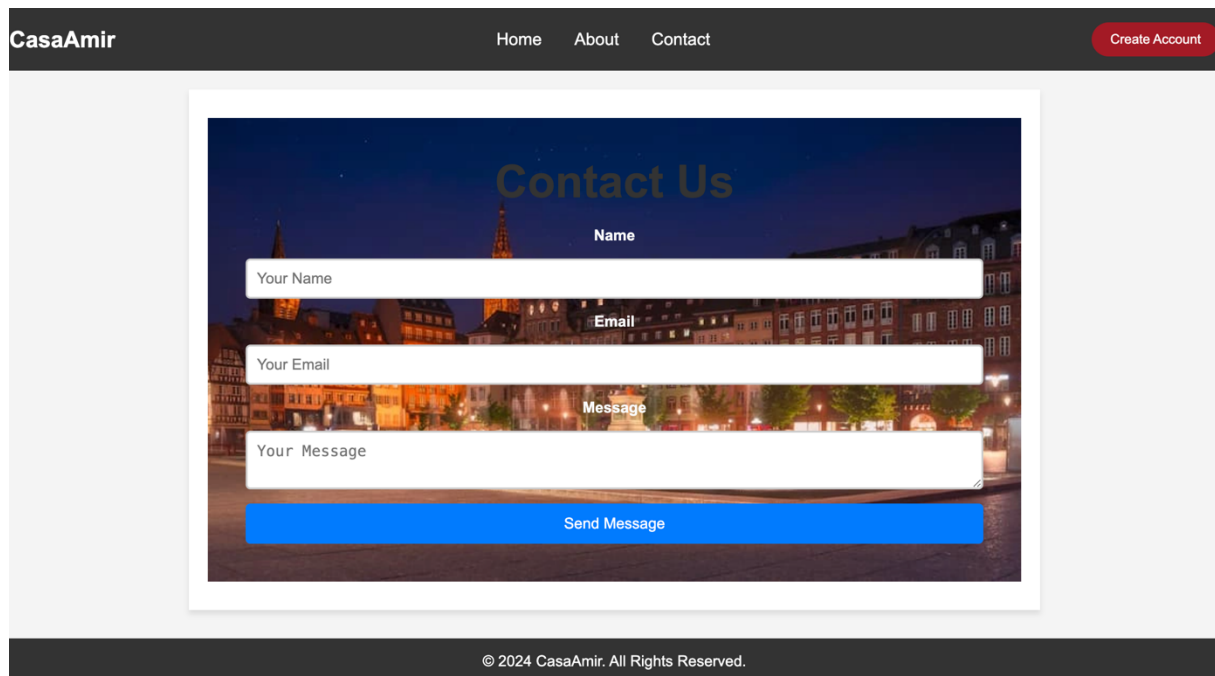 CasaAmir
Home About Contact
Create Account
Contact Us
Name
Your Name
Email
Your Email
Message
Your Message
Send Message
© 2024 CasaAmir. All Rights Reserved.